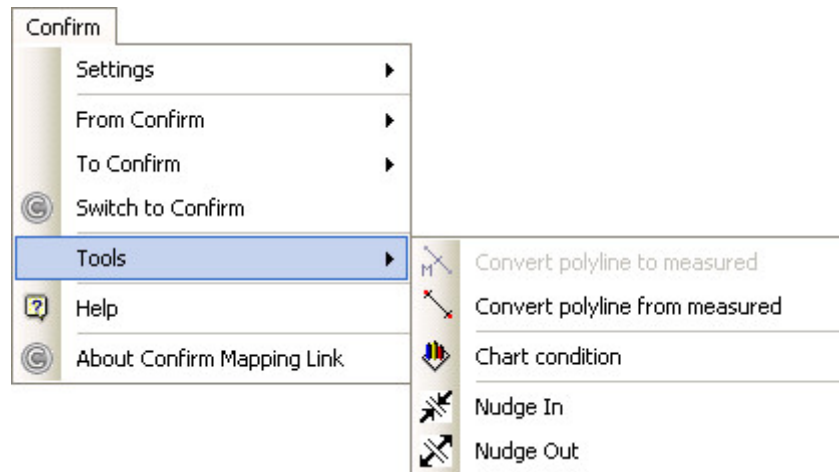 Confirm
Settings
From Confirm
To Confirm
Switch to Confirm
Tools
Help
About Confirm Mapping Link
Convert polyline to measured
Convert polyline from measured
Chart condition
Nudge In
Nudge Out